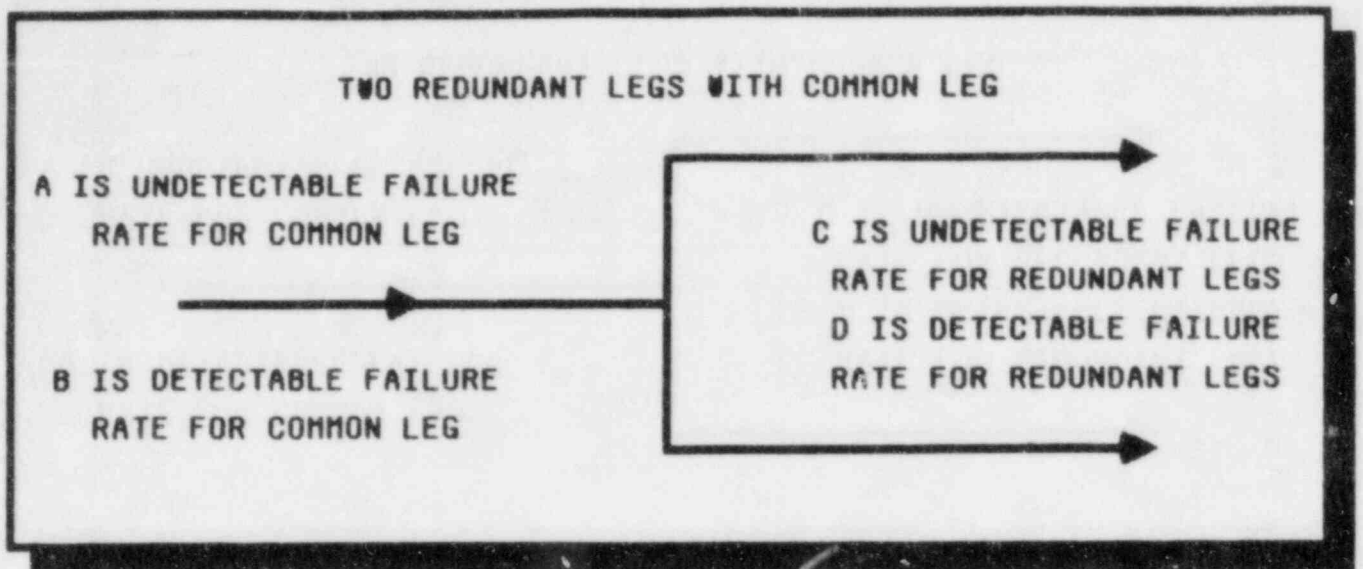 TWO REDUNDANT LEGS WITH COMMON LEG
A IS UNDETECTABLE FAILURE
RATE FOR COMMON LEG
B IS DETECTABLE FAILURE
RATE FOR COMMON LEG
C IS UNDETECTABLE FAILURE
RATE FOR REDUNDANT LEGS
D IS DETECTABLE FAILURE
RATE FOR REDUNDANT LEGS